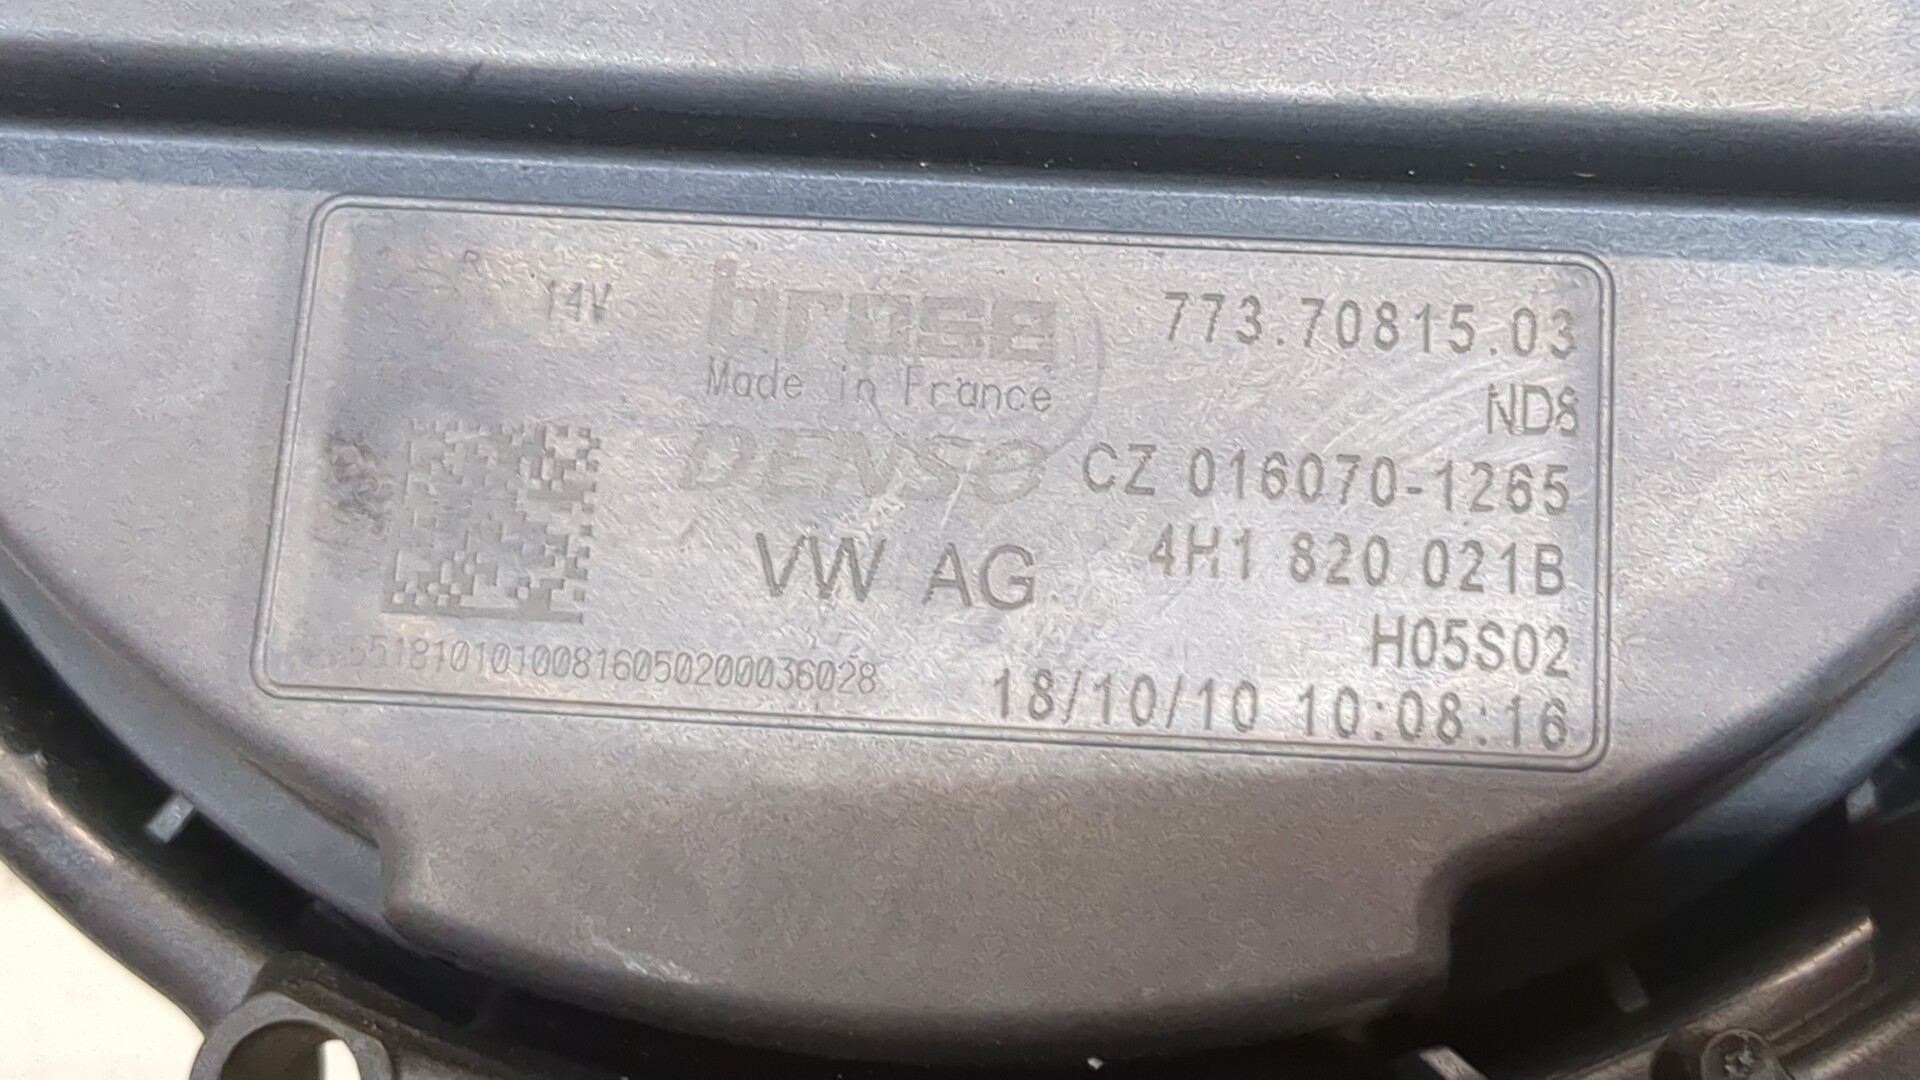 14V brose 773.70815.03
Made in France
ND8
DENSO CZ 016070-1265
VW AG 4H1 820 021B
H05S02
18/10/10 10:08:16